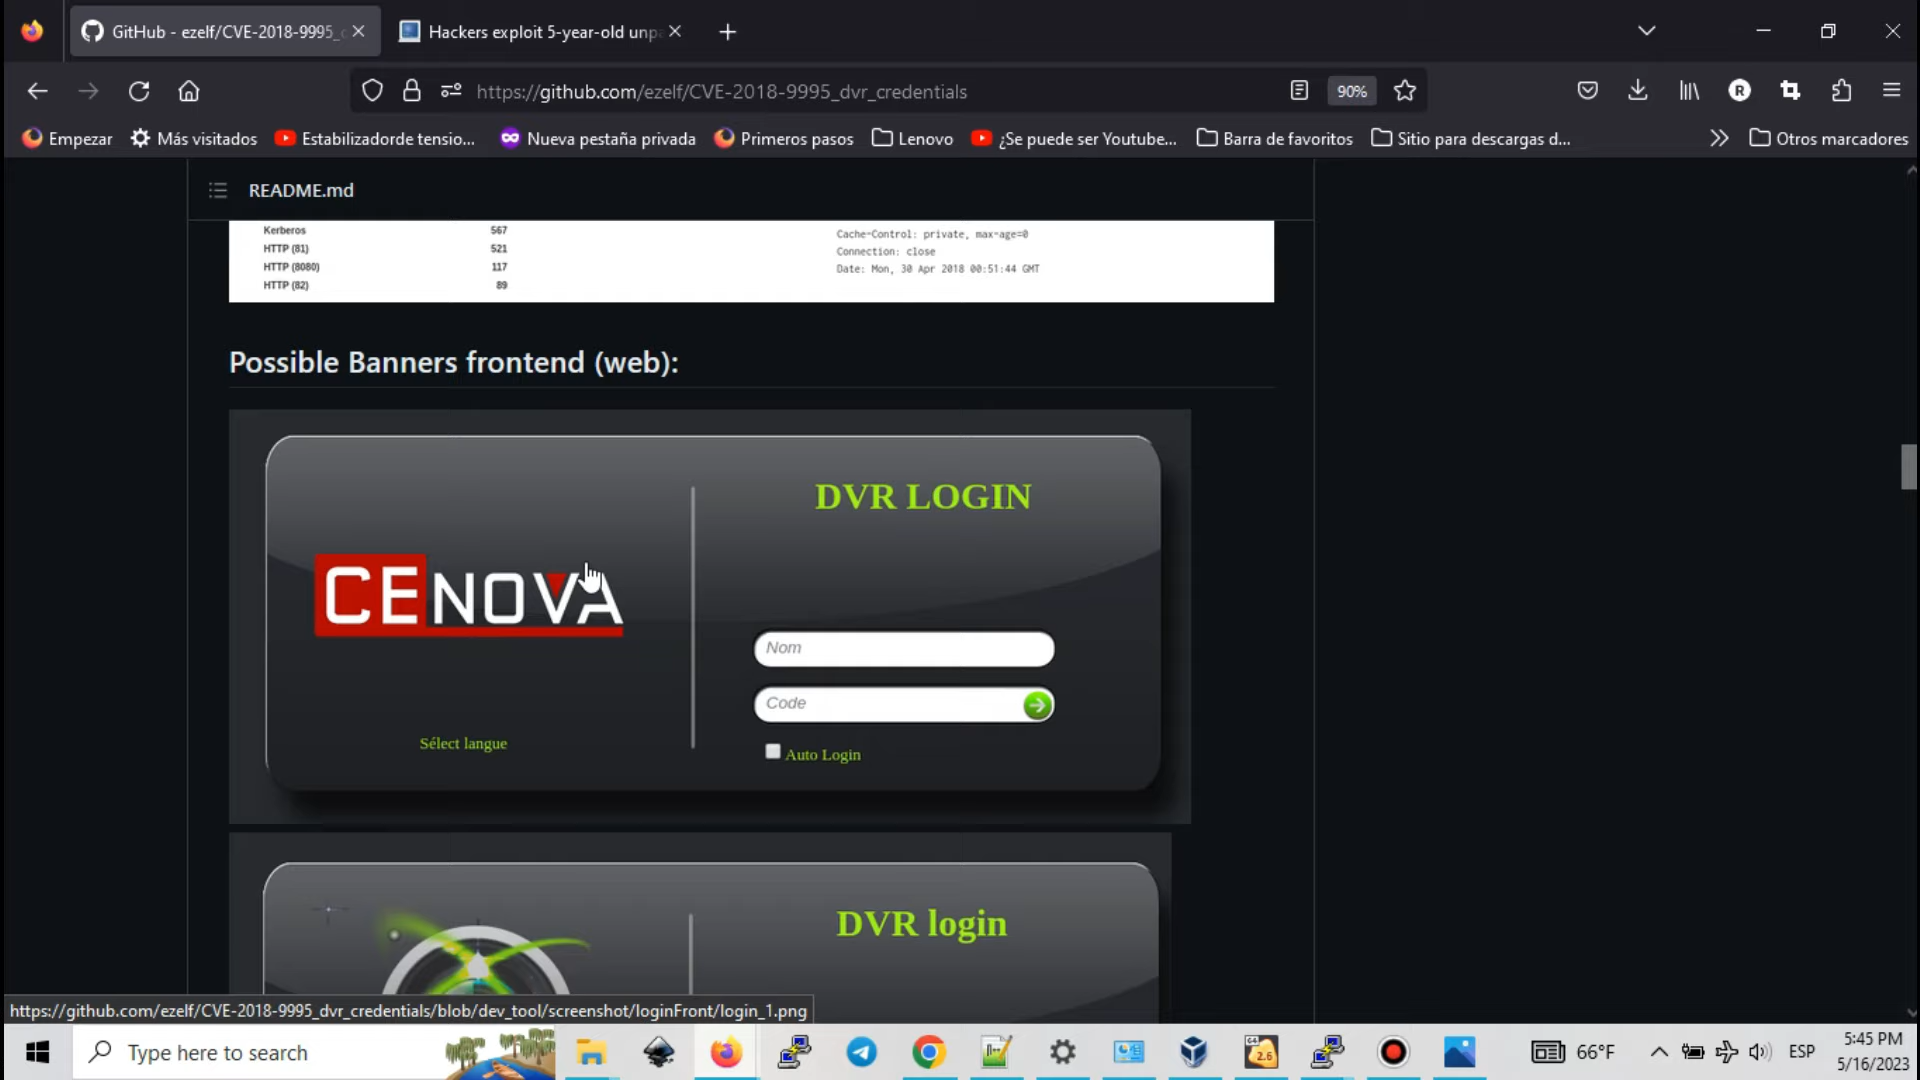 GitHub - ezelf/CVE-2018-9995_
Hackers exploit 5-year-old unpa
https://github.com/ezelf/CVE-2018-9995_dvr_credentials
90%
R
Empezar
Más visitados
Estabilizadorde tensio...
Nueva pestaña privada
Primeros pasos
Lenovo
¿Se puede ser Youtube...
Barra de favoritos
Sitio para descargas d...
Otros marcadores
README.md
Kerberos 567
HTTP (81) 521
HTTP (8080) 117
HTTP (82) 89
Cache-Control: private, max-age=0
Connection: close
Date: Mon, 30 Apr 2018 00:51:44 GMT
Possible Banners frontend (web):
DVR LOGIN
CENOVA
Nom
Code
Sélect langue
Auto Login
DVR login
https://github.com/ezelf/CVE-2018-9995_dvr_credentials/blob/dev_tool/screenshot/loginFront/login_1.png
Type here to search
2.6
66°F
ESP
5:45 PM
5/16/2023